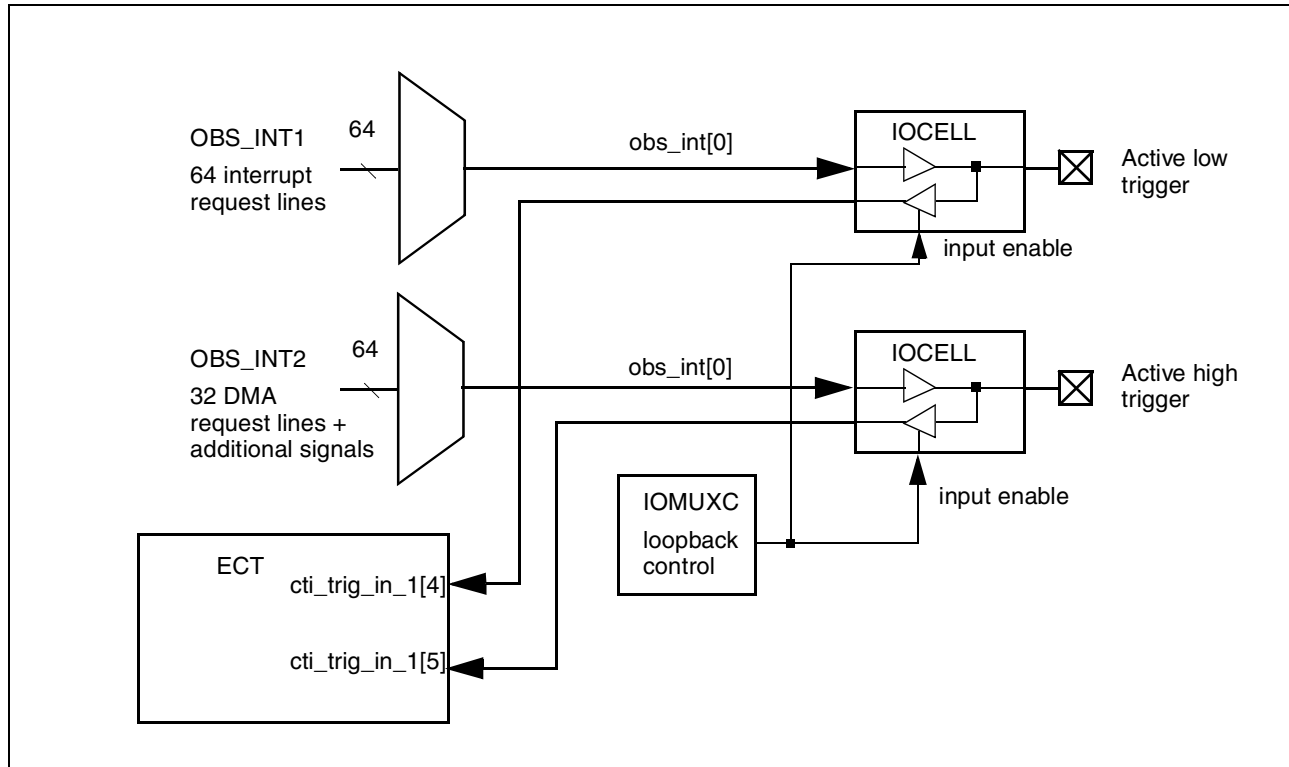 OBS_INT1
64
64 interrupt
request lines
obs_int[0]
IOCELL
Active low
trigger
input enable
OBS_INT2
64
32 DMA
request lines +
additional signals
obs_int[0]
IOCELL
Active high
trigger
input enable
IOMUXC
loopback
control
ECT
cti_trig_in_1[4]
cti_trig_in_1[5]